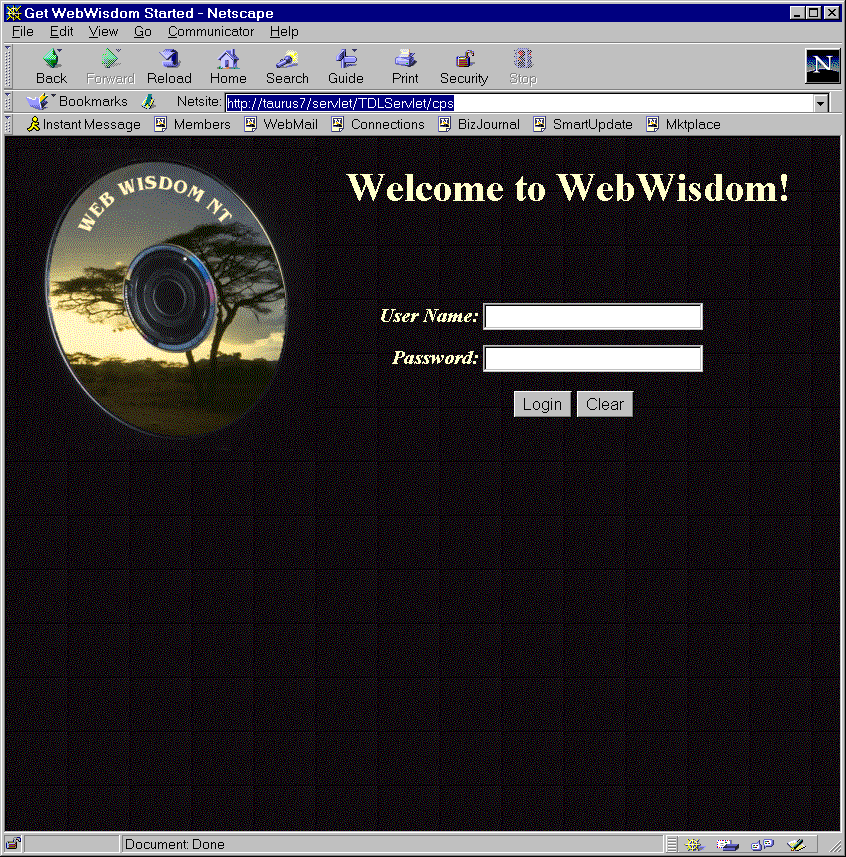 Get WebWisdom Started - Netscape
File Edit View Go Communicator Help
Back Forward Reload Home Search Guide Print Security Stop
N
Bookmarks Netsite: http://taurus7/servlet/TDLServlet/cps
Instant Message Members WebMail Connections BizJournal SmartUpdate Mktplace
WEB WISDOM NT
Welcome to WebWisdom!
User Name:
Password:
Login Clear
Document: Done